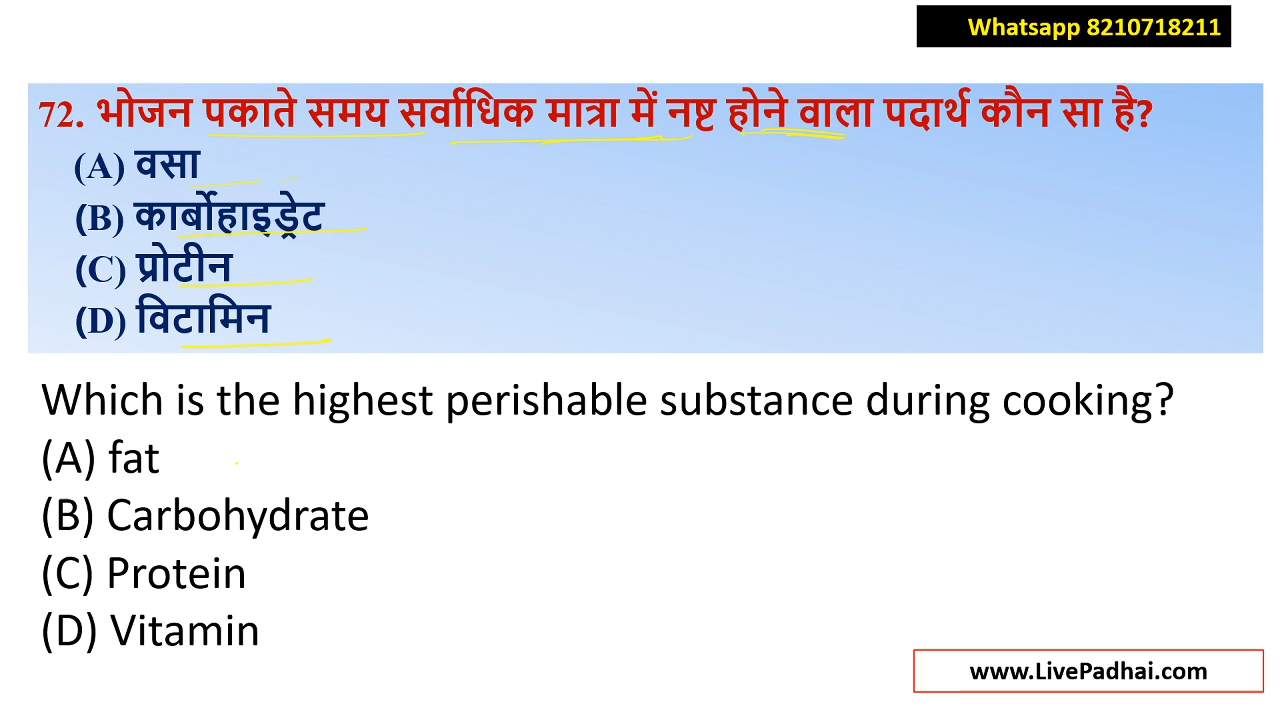 Whatsapp 8210718211
72. भोजन पकाते समय सर्वाधिक मात्रा में नष्ट होने वाला पदार्थ कौन सा है?
(A) वसा
(B) कार्बोहाइड्रेट
(C) प्रोटीन
(D) विटामिन
Which is the highest perishable substance during cooking?
(A) fat
(B) Carbohydrate
(C) Protein
(D) Vitamin
www.LivePadhai.com